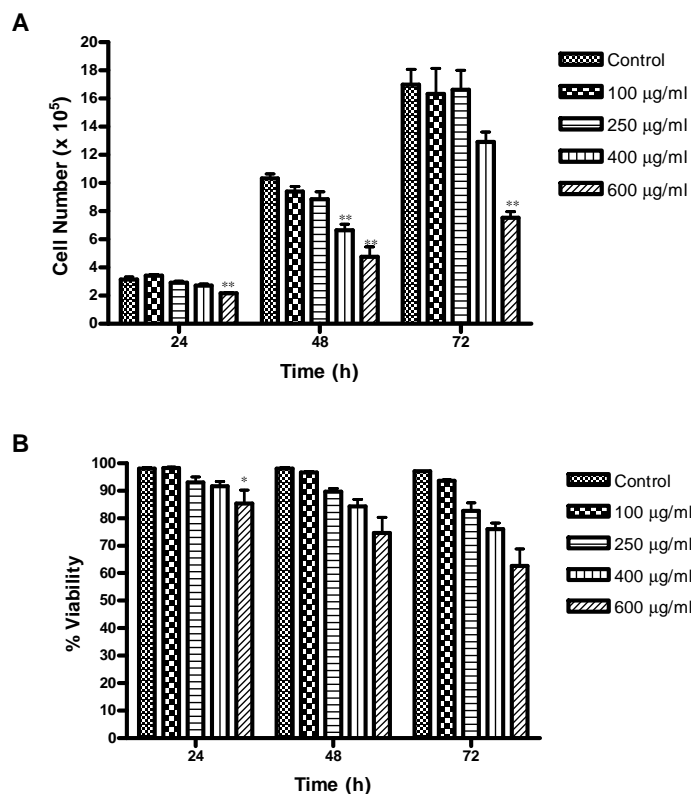 A
Cell Number (x 10⁵)
20
18
16
14
12
10
8
6
4
2
0
**
**
**
**
24
48
72
Time (h)
Control
100 μg/ml
250 μg/ml
400 μg/ml
600 μg/ml
B
% Viability
100
90
80
70
60
50
40
30
20
10
0
*
24
48
72
Time (h)
Control
100 μg/ml
250 μg/ml
400 μg/ml
600 μg/ml